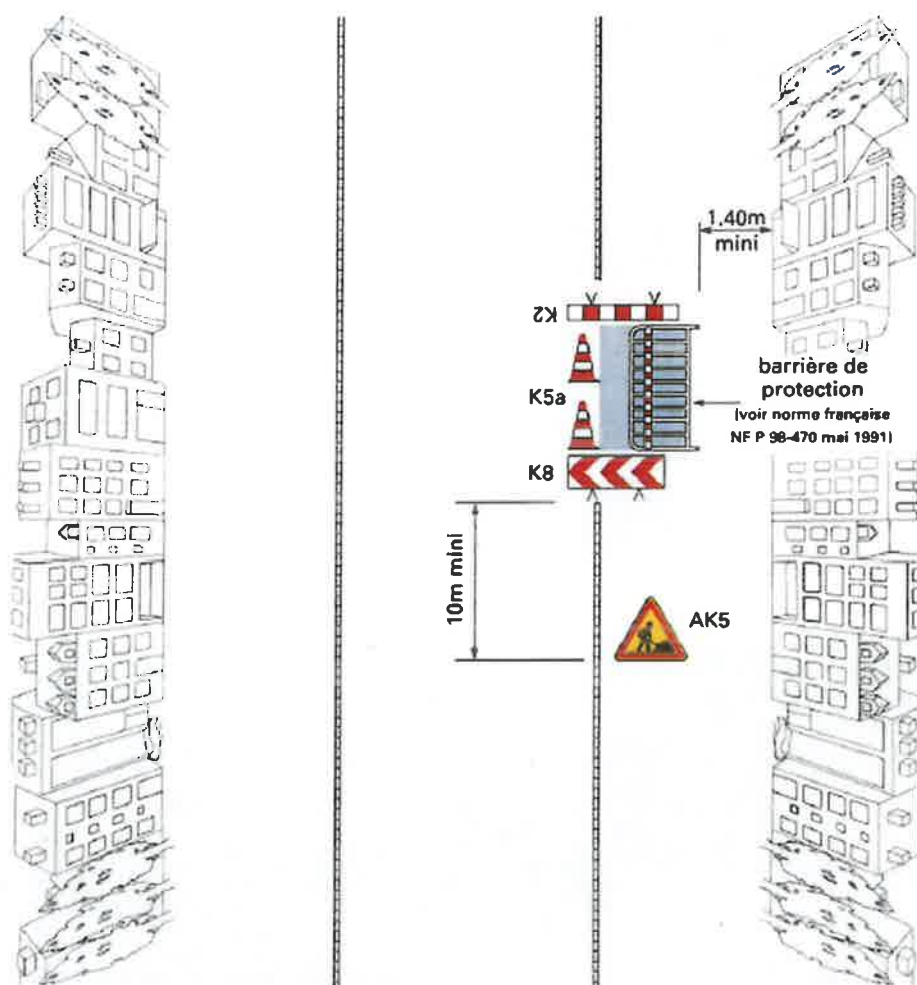 1.40m
mini
K2
K5a
barrière de
protection
(voir norme française
NF P 98-470 mai 1991)
K8
10m mini
AK5